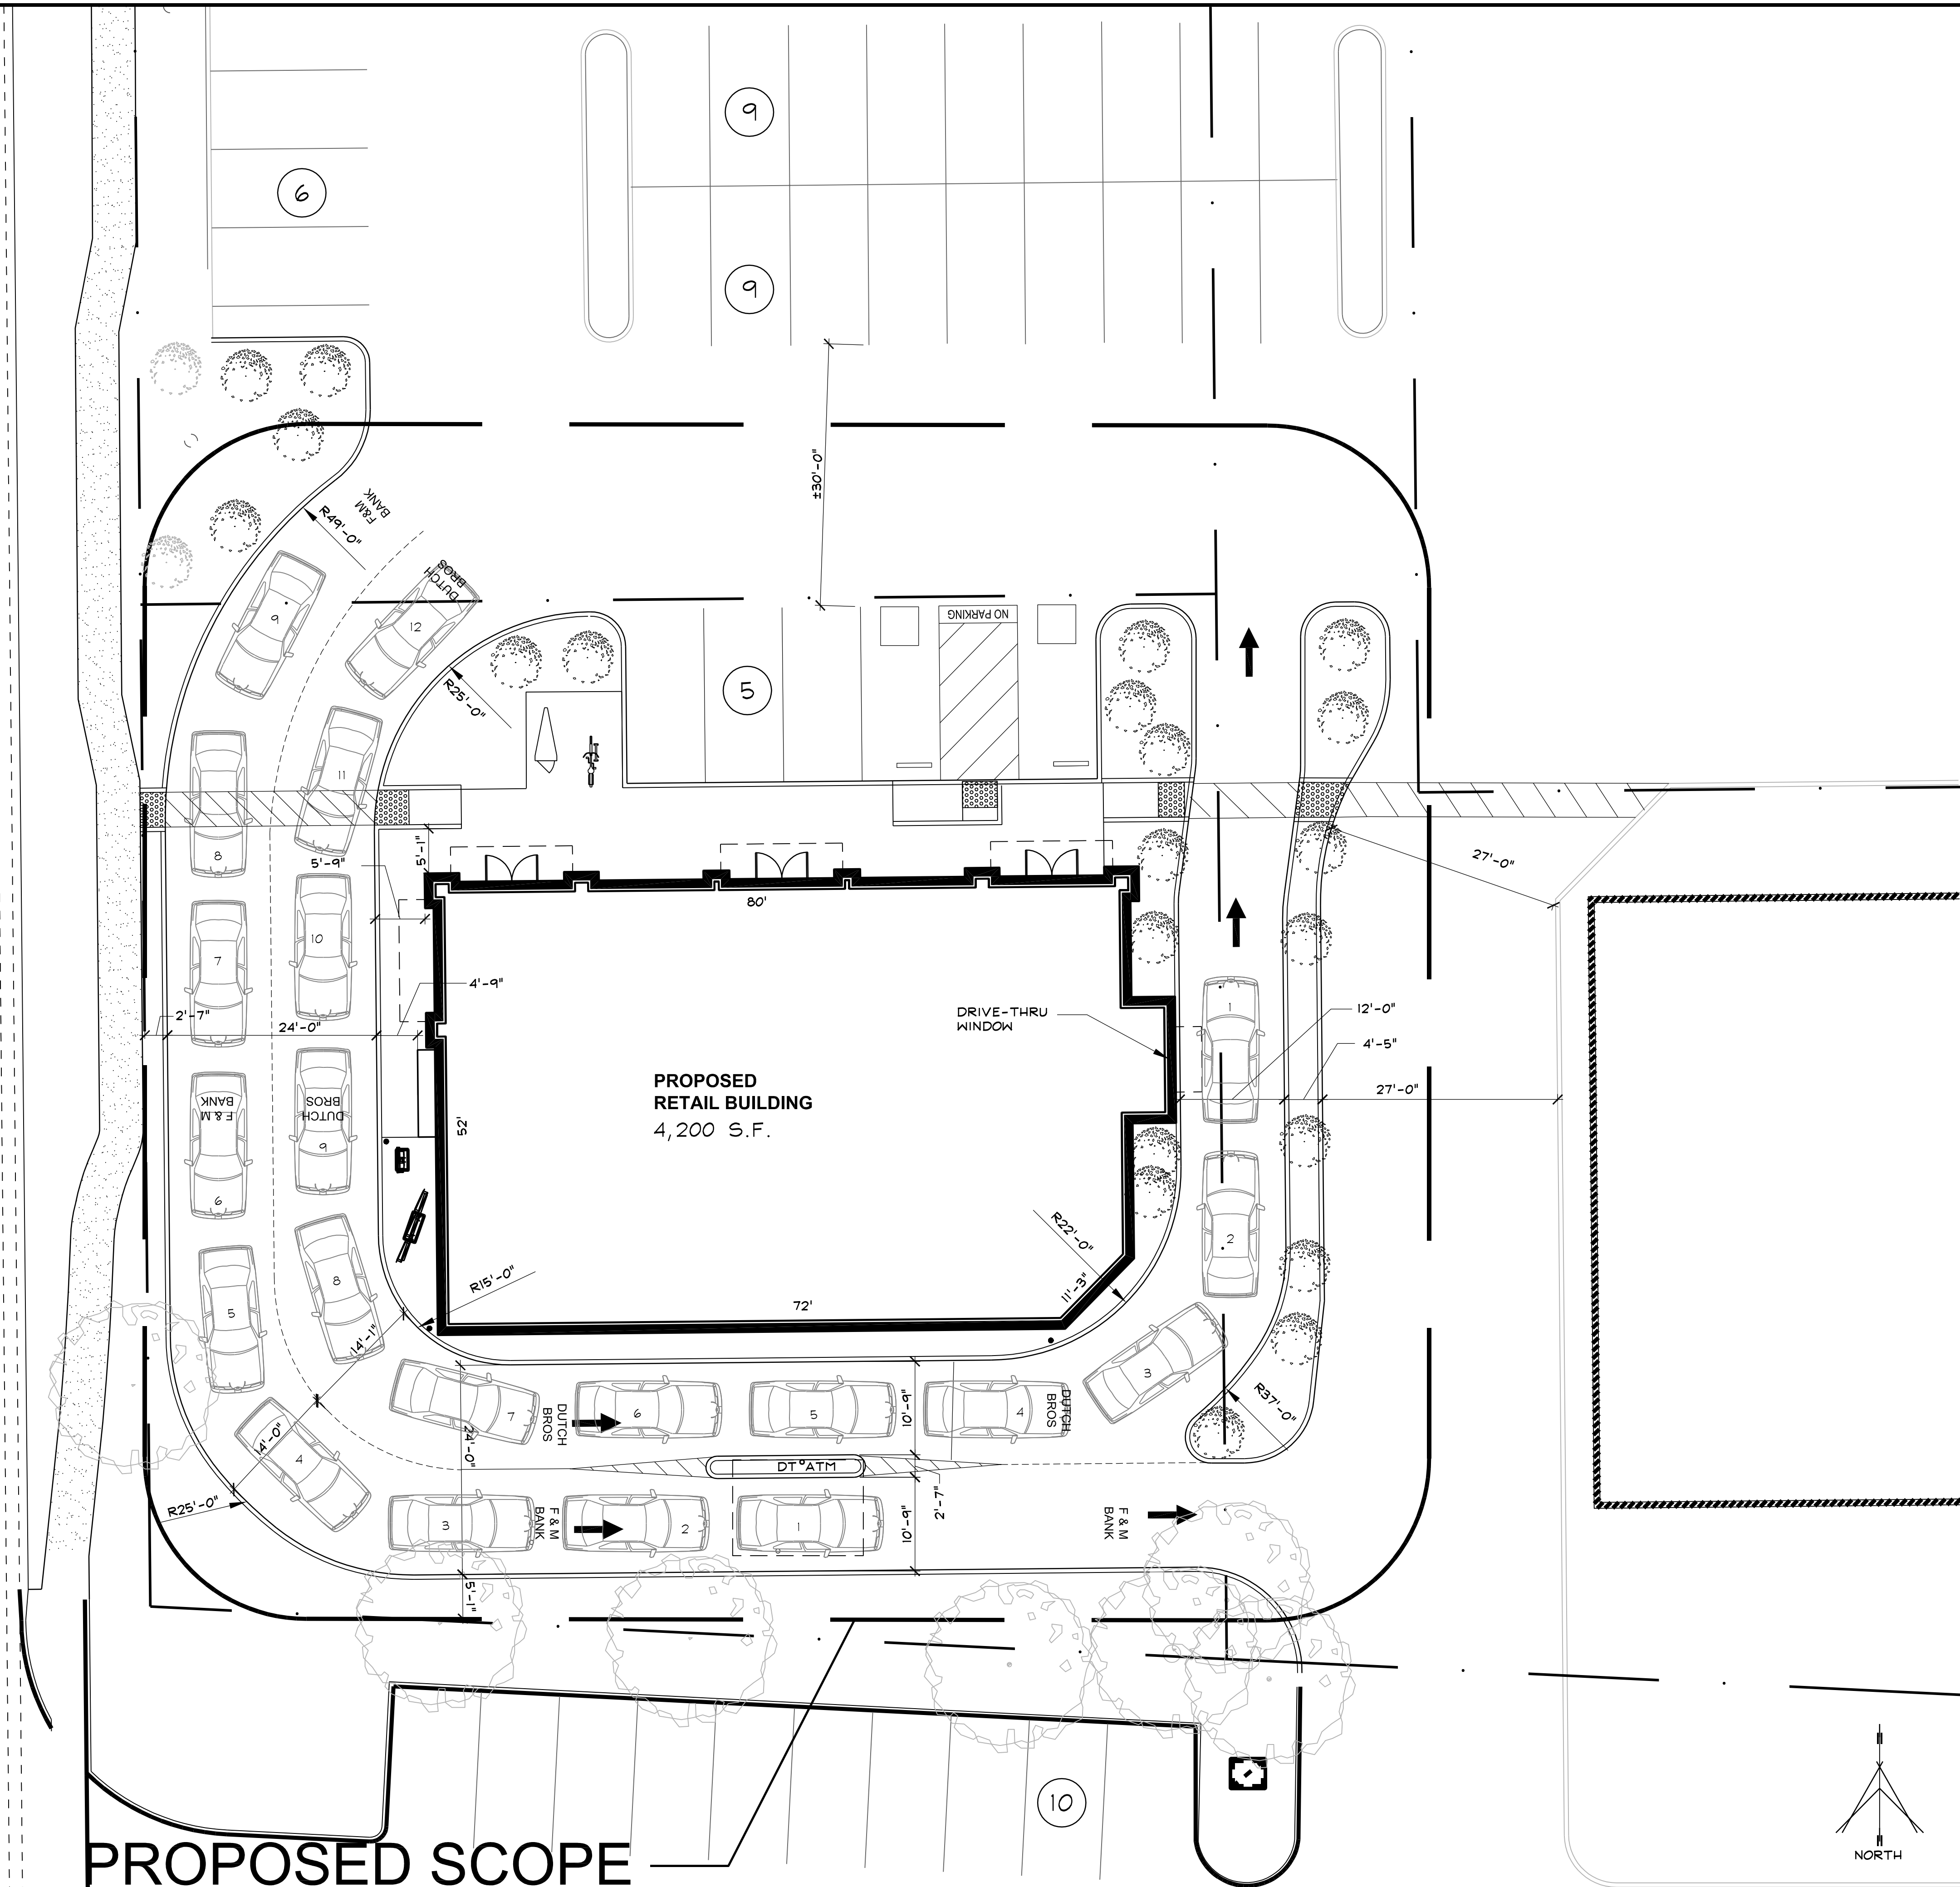 9
6
9
±30'-0"
F&M
BANK
R49'-0"
DUTCH
BROS
9
12
NO PARKING
R25'-0"
5
11
8
5'-9"
5'-1"
27'-0"
80'
10
7
4'-9"
2'-7"
24'-0"
DRIVE-THRU
WINDOW
1
12'-0"
4'-5"
27'-0"
PROPOSED
RETAIL BUILDING
4,200 S.F.
52'
F&M
BANK
DUTCH
BROS
9
6
2
R22'-0"
11'-3"
8
5
R15'-0"
72'
14'-1"
3
R37'-0"
7
DUTCH
BROS
6
5
10'-9"
4
DUTCH
BROS
14'-0"
4
24'-0"
DT ATM
R25'-0"
3
F & M
BANK
2
1
10'-9"
2'-7"
F & M
BANK
5'-1"
10
PROPOSED SCOPE
NORTH